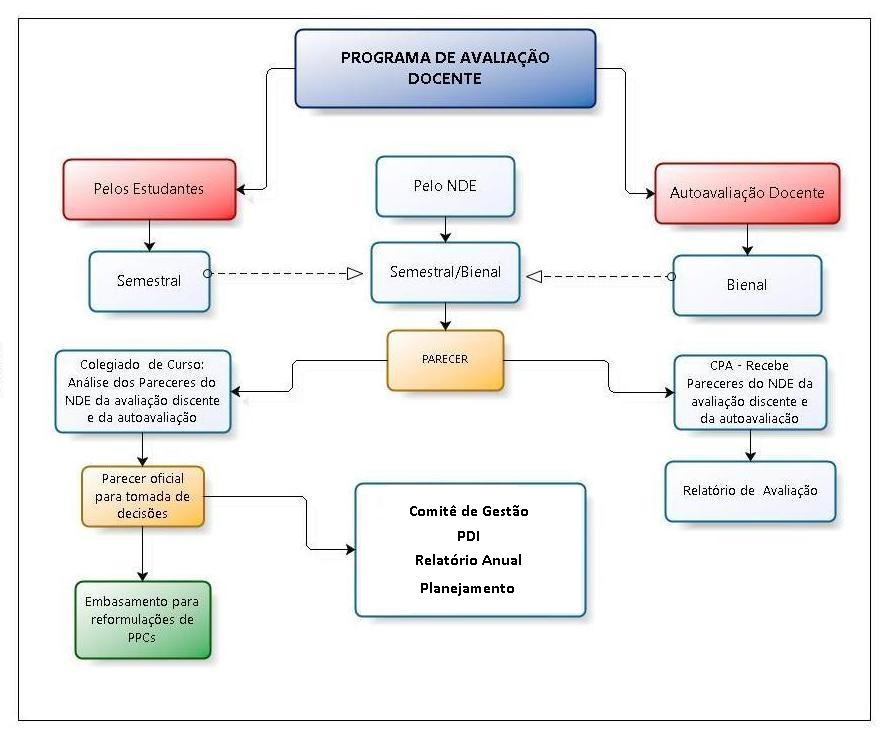 PROGRAMA DE AVALIAÇÃO
DOCENTE
Pelos Estudantes
Pelo NDE
Autoavaliação Docente
Semestral
Semestral/Bienal
Bienal
PARECER
Colegiado de Curso:
Análise dos Pareceres do
NDE da avaliação discente
e da autoavaliação
CPA - Recebe
Pareceres do NDE da
avaliação discente e
da autoavaliação
Parecer oficial
para tomada de
decisões
Relatório de Avaliação
Comitê de Gestão
PDI
Relatório Anual
Planejamento
Embasamento para
reformulações de
PPCs